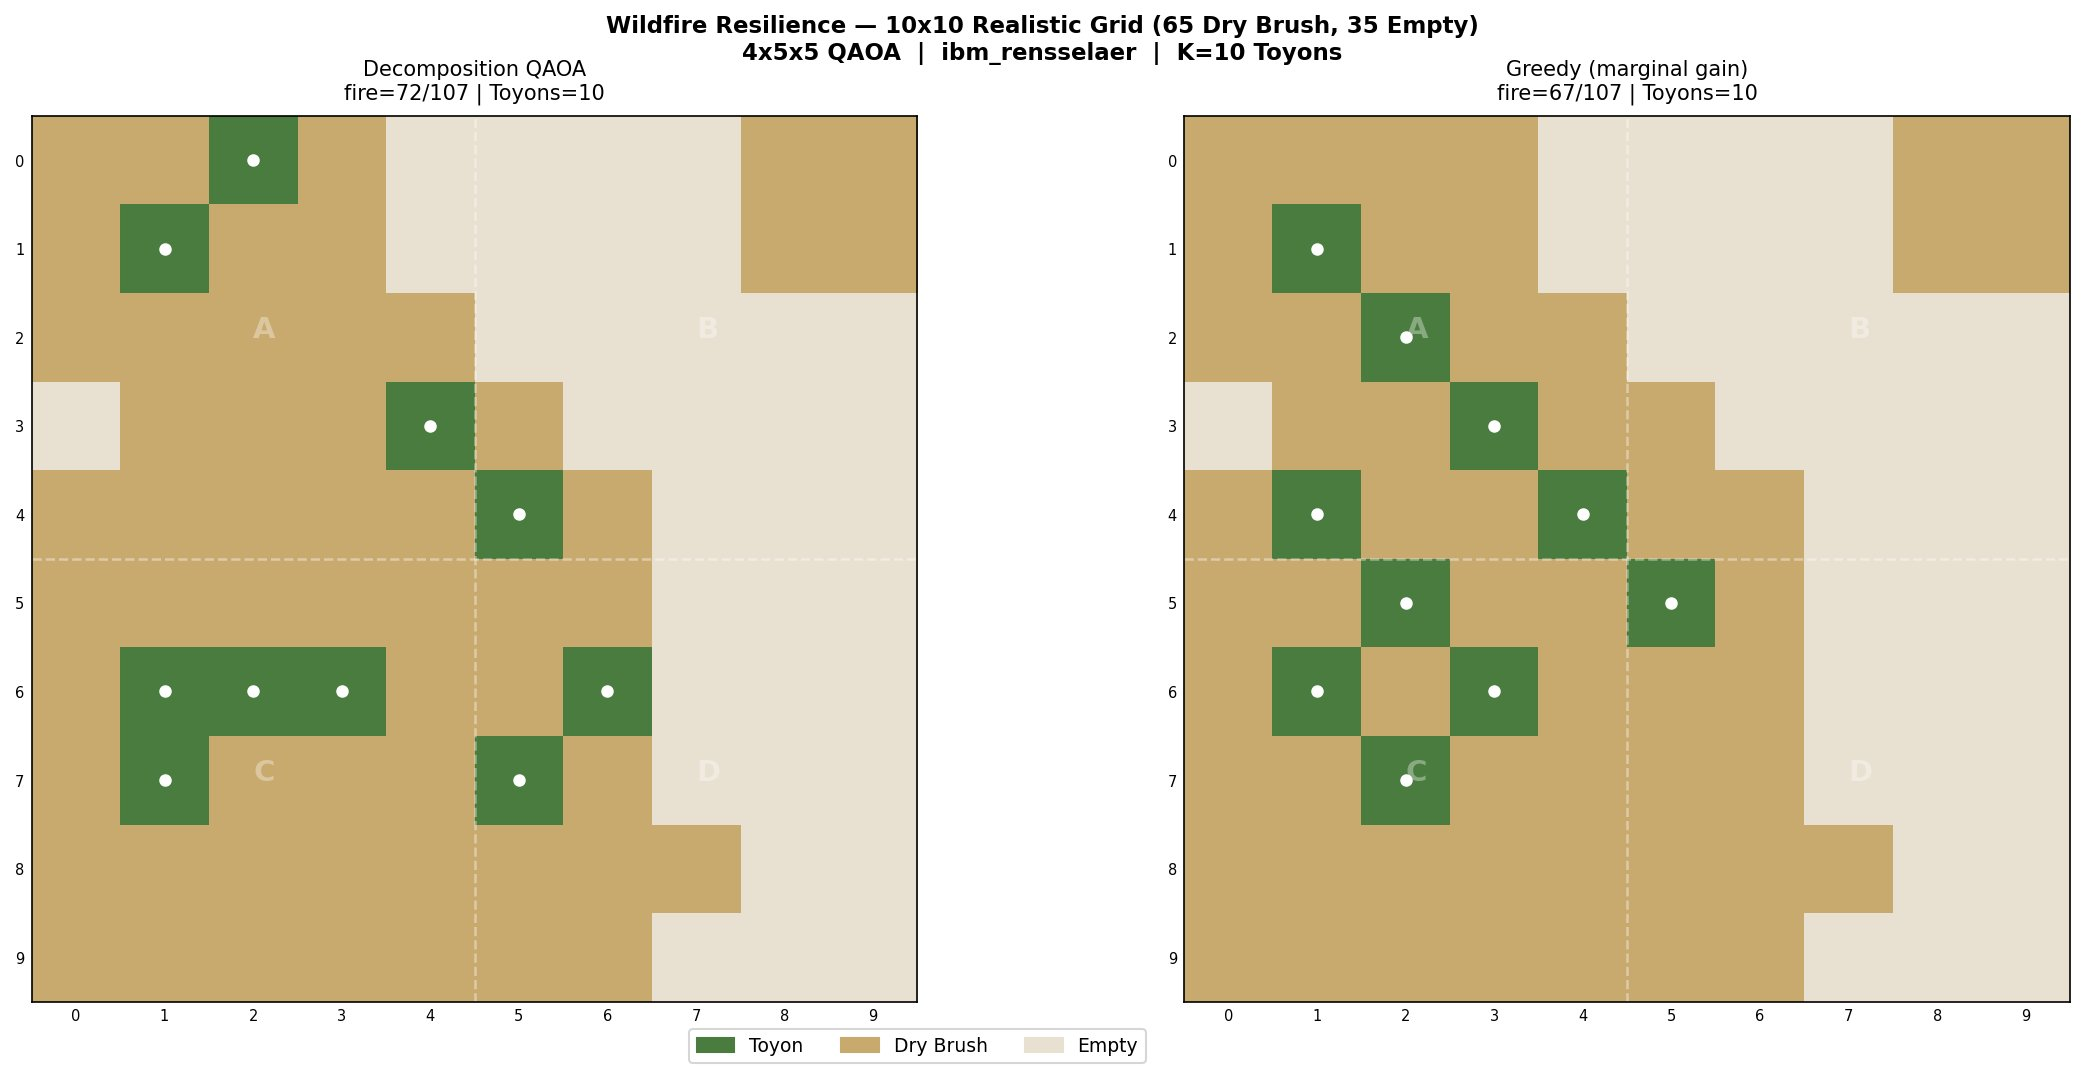 Wildfire Resilience — 10x10 Realistic Grid (65 Dry Brush, 35 Empty)
4x5x5 QAOA | ibm_rensselaer | K=10 Toyons
Decomposition QAOA
fire=72/107 | Toyons=10
0
1
2
3
4
5
6
7
8
9
A
B
C
D
0 1 2 3 4 5 6 7 8 9
Greedy (marginal gain)
fire=67/107 | Toyons=10
0
1
2
3
4
5
6
7
8
9
A
B
C
D
0 1 2 3 4 5 6 7 8 9
Toyon Dry Brush Empty